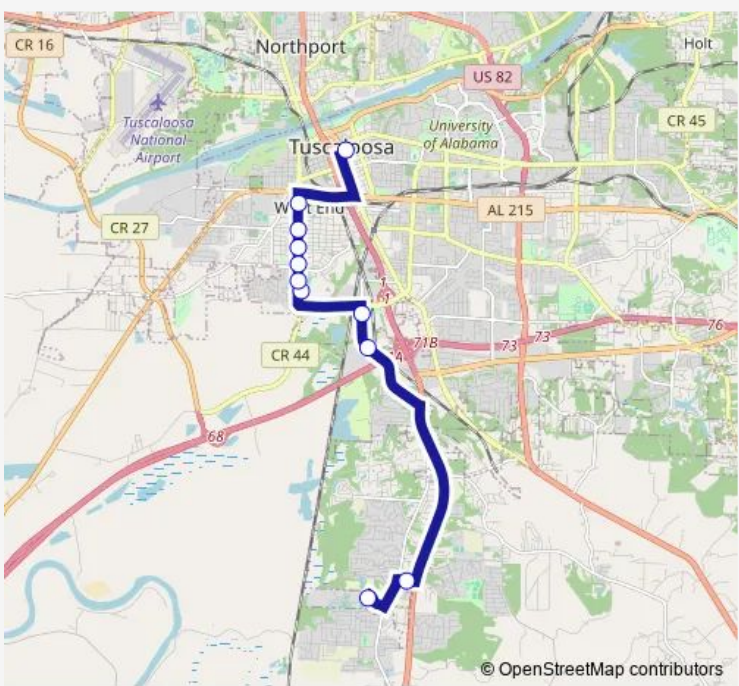 CR 16
Northport
Holt
US 82
Tuscaloosa
National
Airport
University
of Alabama
CR 45
Tuscaloosa
West End
AL 215
CR 27
1
76
73
73
71B
CR 44
68
© OpenStreetMap contributors